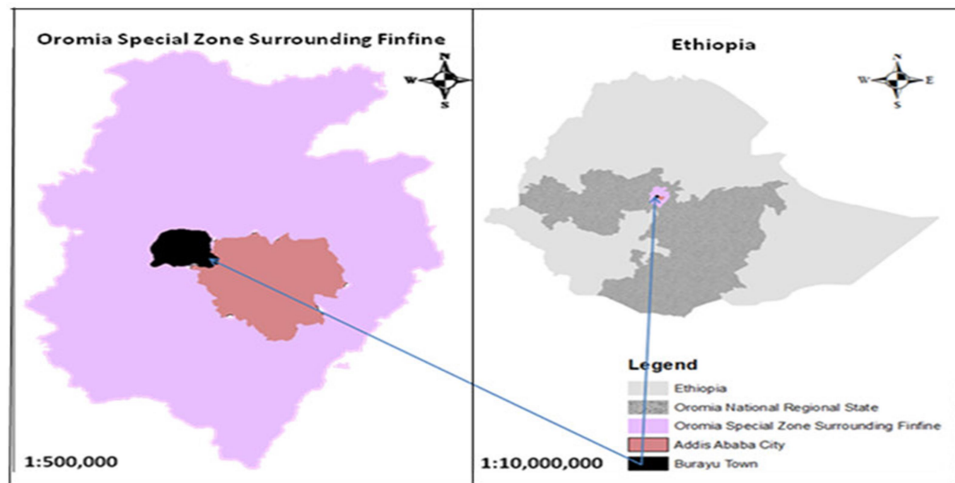 Oromia Special Zone Surrounding Finfine
N
W
S
1:500,000
Ethiopia
N
W E
S
Legend
Ethiopia
Oromia National Regional State
Oromia Special Zone Surrounding Finfine
Addis Ababa City
Burayu Town
1:10,000,000